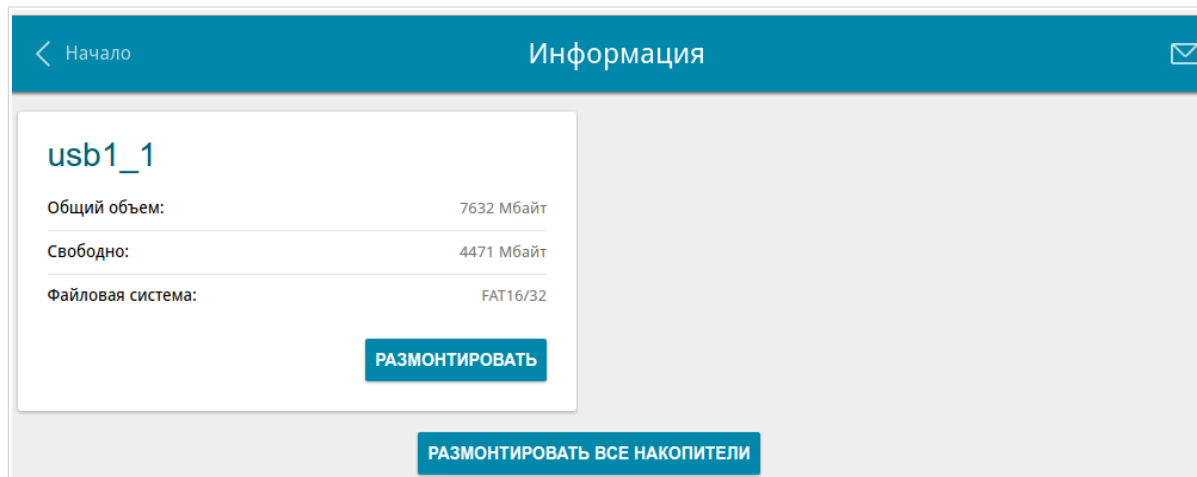 Начало
Информация
usb1_1
Общий объем: 7632 Мбайт
Свободно: 4471 Мбайт
Файловая система: FAT16/32
РАЗМОНТИРОВАТЬ
РАЗМОНТИРОВАТЬ ВСЕ НАКОПИТЕЛИ